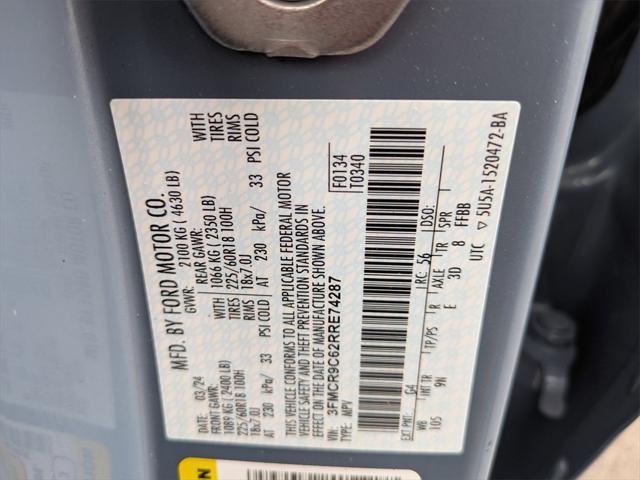 MFD. BY FORD MOTOR CO.
03/24
GVWR:
2100 KG ( 4630 LB)
FRONT GAWR:
1089 KG ( 2400 LB)
225/60R18 100H
18x7.0J
AT 230 kPa/ 33 PSI COLD
REAR GAWR:
1066 KG ( 2350 LB)
225/60R18 100H
18x7.0J
AT 230 kPa/ 33 PSI COLD
WITH
TIRES
RIMS
WITH
TIRES
RIMS
THIS VEHICLE CONFORMS TO ALL APPLICABLE FEDERAL MOTOR
VEHICLE SAFETY AND THEFT PREVENTION STANDARDS IN EFFECT ON THE
DATE OF MANUFACTURE SHOWN ABOVE.
VIN: 3FMCR9C62RRE74287
TYPE: MPV
F0134
T0340
EXT PNT: G4 RC: 56 DSO:
WB INT TR TP/PS R AXLE TR SPR
105 9N E 3D 8 FFBB
UTC ▽ 5U5A-1520472-BA